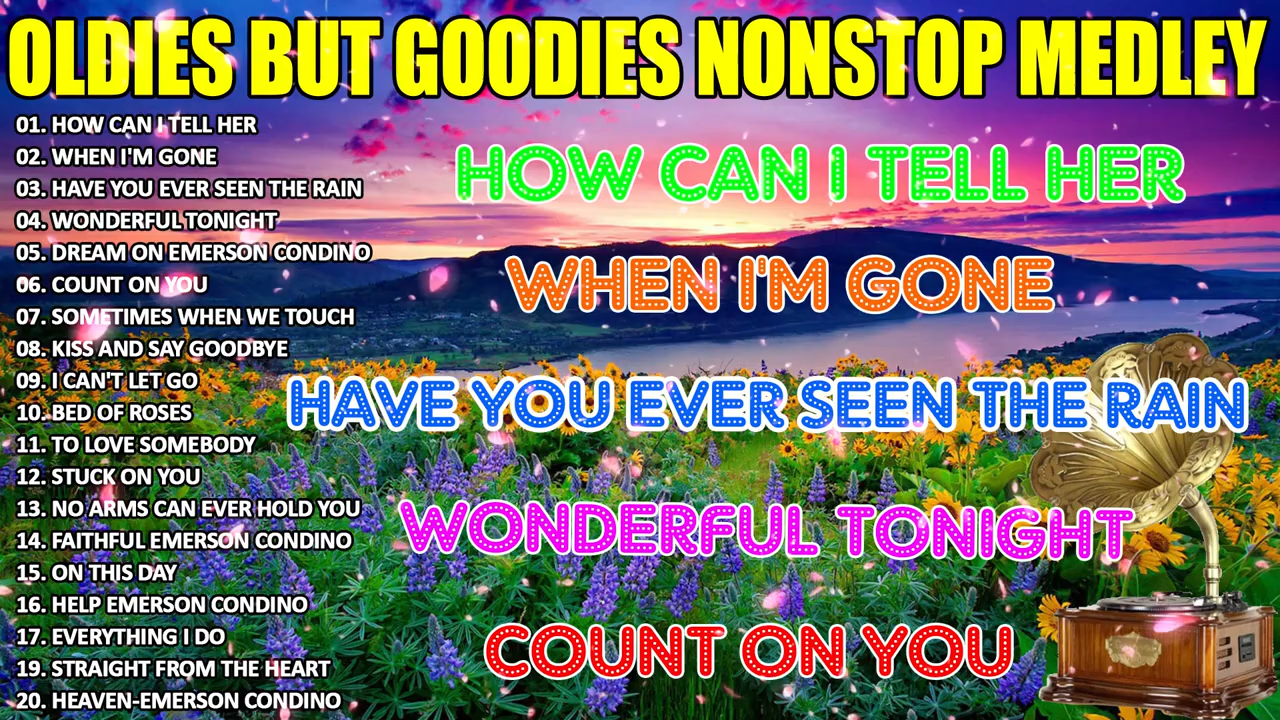 OLDIES BUT GOODIES NONSTOP MEDLEY
01. HOW CAN I TELL HER
02. WHEN I'M GONE
03. HAVE YOU EVER SEEN THE RAIN
04. WONDERFUL TONIGHT
05. DREAM ON EMERSON CONDINO
06. COUNT ON YOU
07. SOMETIMES WHEN WE TOUCH
08. KISS AND SAY GOODBYE
09. I CAN'T LET GO
10. BED OF ROSES
11. TO LOVE SOMEBODY
12. STUCK ON YOU
13. NO ARMS CAN EVER HOLD YOU
14. FAITHFUL EMERSON CONDINO
15. ON THIS DAY
16. HELP EMERSON CONDINO
17. EVERYTHING I DO
19. STRAIGHT FROM THE HEART
20. HEAVEN-EMERSON CONDINO
HOW CAN I TELL HER
WHEN I'M GONE
HAVE YOU EVER SEEN THE RAIN
WONDERFUL TONIGHT
COUNT ON YOU